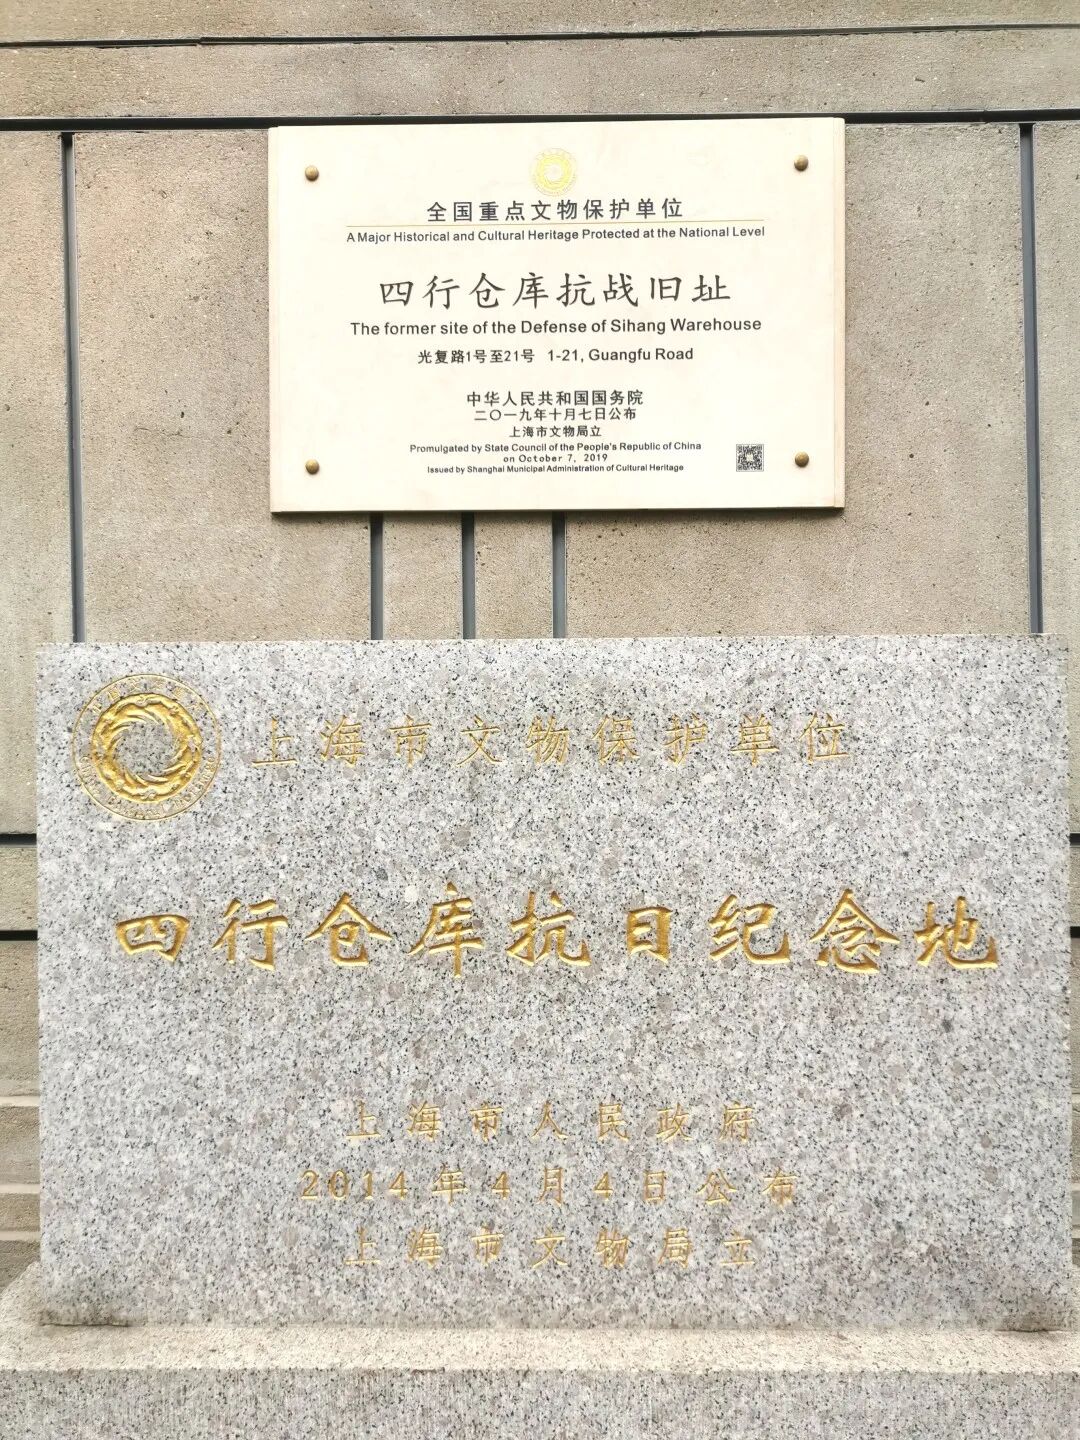 全国重点文物保护单位
A Major Historical and Cultural Heritage Protected at the National Level
四行仓库抗战旧址
The former site of the Defense of Sihang Warehouse
光复路1号至21号 1-21, Guangfu Road
中华人民共和国国务院
二〇一九年十月七日公布
上海市文物局立
Promulgated by State Council of the People's Republic of China
on October 7, 2019
Issued by Shanghai Municipal Administration of Cultural Heritage
上海市文物保护单位
四行仓库抗日纪念地
上海市人民政府
2014年4月4日公布
上海市文物局立